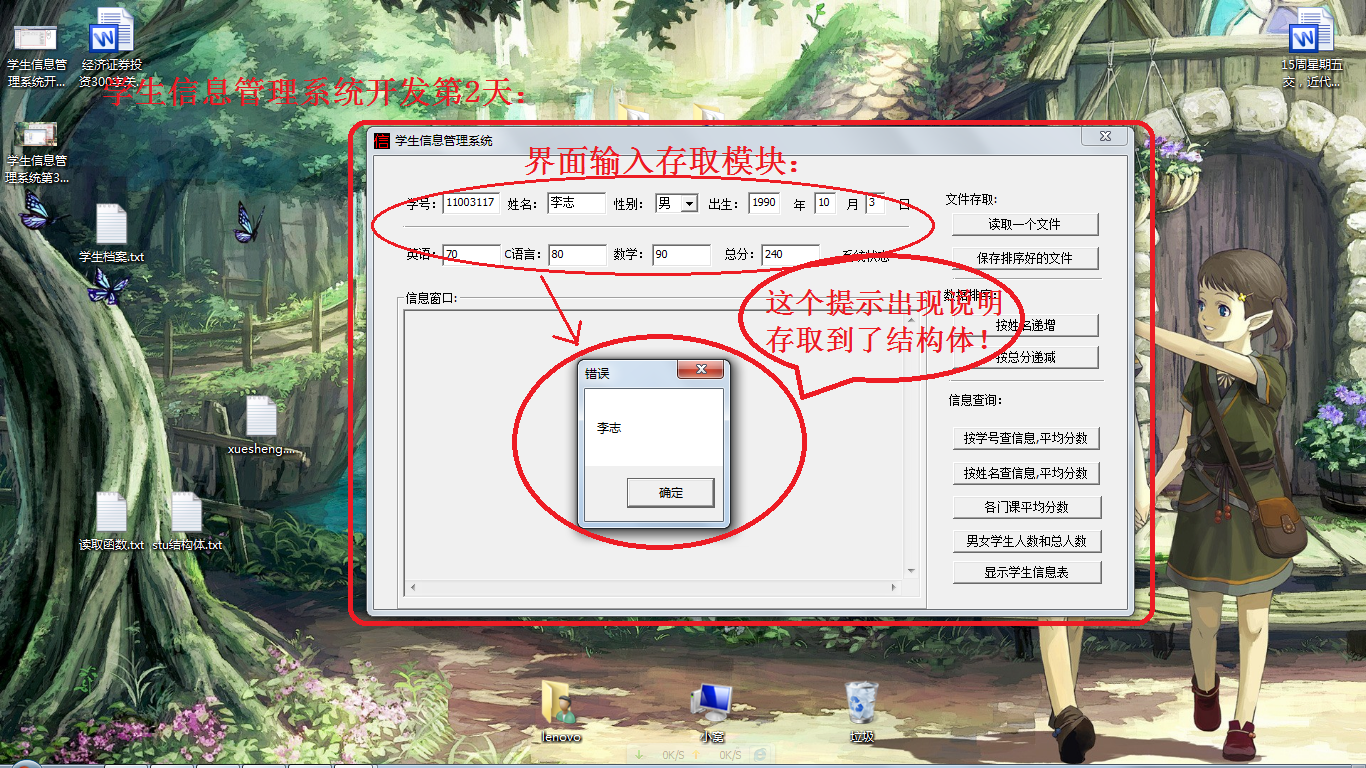 学生信息管
理系统开...
经济证券投
资300字关...
15周星期五
交，近代...
学生信息管理系统开发第2天：
学生信息管
理系统第3...
学生信息管理系统
界面输入存取模块：
学号： 11003117 姓名： 李志 性别： 男 出生： 1990 年 10 月 3 日
英语： 70 C语言： 80 数学： 90 总分： 240 系统状态
文件存取：
读取一个文件
保存排序好的文件
数据排序：
按姓名递增
按总分递减
信息查询：
按学号查信息,平均分数
按姓名查信息,平均分数
各门课平均分数
男女学生人数和总人数
显示学生信息表
信息窗口：
这个提示出现说明
存取到了结构体！
错误
李志
确定
学生档案.txt
xuesheng....
读取函数.txt
stu结构体.txt
lenovo
小窝
垃圾
0K/S
0K/S